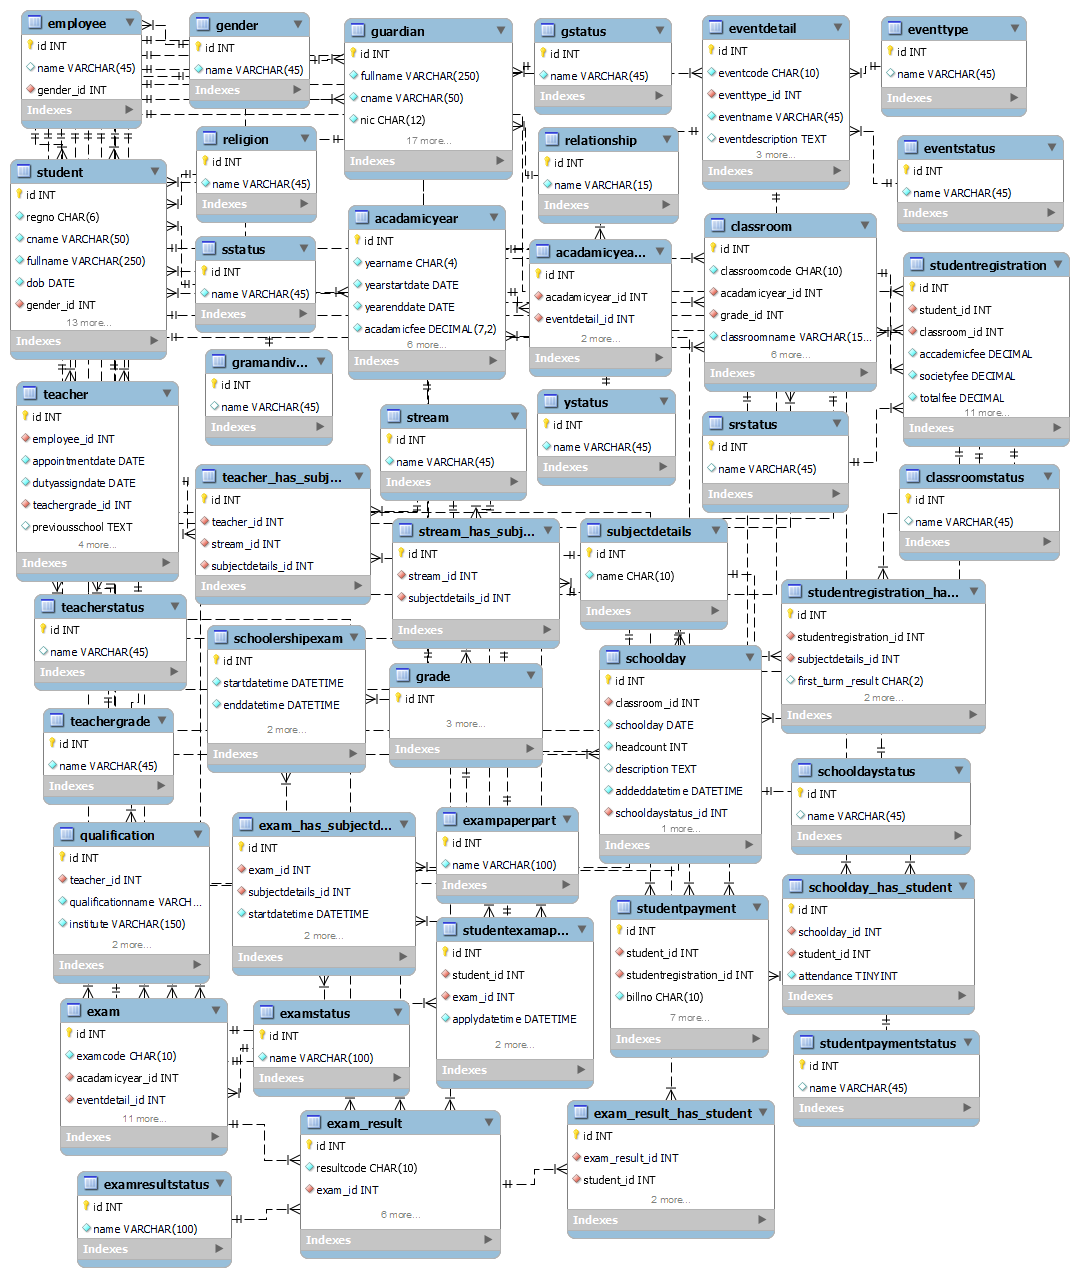 employee
id INT
name VARCHAR(45)
gender_id INT
Indexes
gender
id INT
name VARCHAR(45)
Indexes
guardian
id INT
fullname VARCHAR(250)
cname VARCHAR(50)
nic CHAR(12)
17 more...
Indexes
gstatus
id INT
name VARCHAR(45)
Indexes
eventdetail
id INT
eventcode CHAR(10)
eventtype_id INT
eventname VARCHAR(45)
eventdescription TEXT
3 more...
Indexes
eventtype
id INT
name VARCHAR(45)
Indexes
religion
id INT
name VARCHAR(45)
Indexes
relationship
id INT
name VARCHAR(15)
Indexes
eventstatus
id INT
name VARCHAR(45)
Indexes
student
id INT
regno CHAR(6)
cname VARCHAR(50)
fullname VARCHAR(250)
dob DATE
gender_id INT
13 more...
Indexes
sstatus
id INT
name VARCHAR(45)
Indexes
acadamicyear
id INT
yearname CHAR(4)
yearstartdate DATE
yearenddate DATE
acadamicfee DECIMAL(7,2)
6 more...
Indexes
acadamicyea...
id INT
acadamicyear_id INT
eventdetail_id INT
2 more...
Indexes
classroom
id INT
classroomcode CHAR(10)
acadamicyear_id INT
grade_id INT
classroomname VARCHAR(15...
6 more...
Indexes
studentregistration
id INT
student_id INT
classroom_id INT
accademicfee DECIMAL
societyfee DECIMAL
totalfee DECIMAL
11 more...
Indexes
gramandiv...
id INT
name VARCHAR(45)
Indexes
teacher
id INT
employee_id INT
appointmentdate DATE
dutyassigndate DATE
teachergrade_id INT
previousschool TEXT
4 more...
Indexes
stream
id INT
name VARCHAR(45)
Indexes
ystatus
id INT
name VARCHAR(45)
Indexes
srstatus
id INT
name VARCHAR(45)
Indexes
teacher_has_subj...
id INT
teacher_id INT
stream_id INT
subjectdetails_id INT
Indexes
classroomstatus
id INT
name VARCHAR(45)
Indexes
stream_has_subj...
id INT
stream_id INT
subjectdetails_id INT
Indexes
subjectdetails
id INT
name CHAR(10)
Indexes
studentregistration_ha...
id INT
studentregistration_id INT
subjectdetails_id INT
first_term_result CHAR(2)
2 more...
Indexes
teacherstatus
id INT
name VARCHAR(45)
Indexes
schoolershipexam
id INT
startdatetime DATETIME
enddatetime DATETIME
2 more...
Indexes
grade
id INT
3 more...
Indexes
schoolday
id INT
classroom_id INT
schoolday DATE
headcount INT
description TEXT
addeddatetime DATETIME
schooldaystatus_id INT
1 more...
Indexes
teachergrade
id INT
name VARCHAR(45)
Indexes
schooldaystatus
id INT
name VARCHAR(45)
Indexes
qualification
id INT
teacher_id INT
qualificationname VARCH...
institute VARCHAR(150)
2 more...
Indexes
exam_has_subjectd...
id INT
exam_id INT
subjectdetails_id INT
startdatetime DATETIME
2 more...
Indexes
exampaperpart
id INT
name VARCHAR(100)
Indexes
studentpayment
id INT
student_id INT
studentregistration_id INT
billno CHAR(10)
7 more...
Indexes
schoolday_has_student
id INT
schoolday_id INT
student_id INT
attendance TINYINT
Indexes
studentexamap...
id INT
student_id INT
exam_id INT
applydatetime DATETIME
2 more...
Indexes
exam
id INT
examcode CHAR(10)
acadamicyear_id INT
eventdetail_id INT
11 more...
Indexes
examstatus
id INT
name VARCHAR(100)
Indexes
studentpaymentstatus
id INT
name VARCHAR(45)
Indexes
exam_result
id INT
resultcode CHAR(10)
exam_id INT
6 more...
Indexes
exam_result_has_student
id INT
exam_result_id INT
student_id INT
2 more...
Indexes
examresultstatus
id INT
name VARCHAR(100)
Indexes